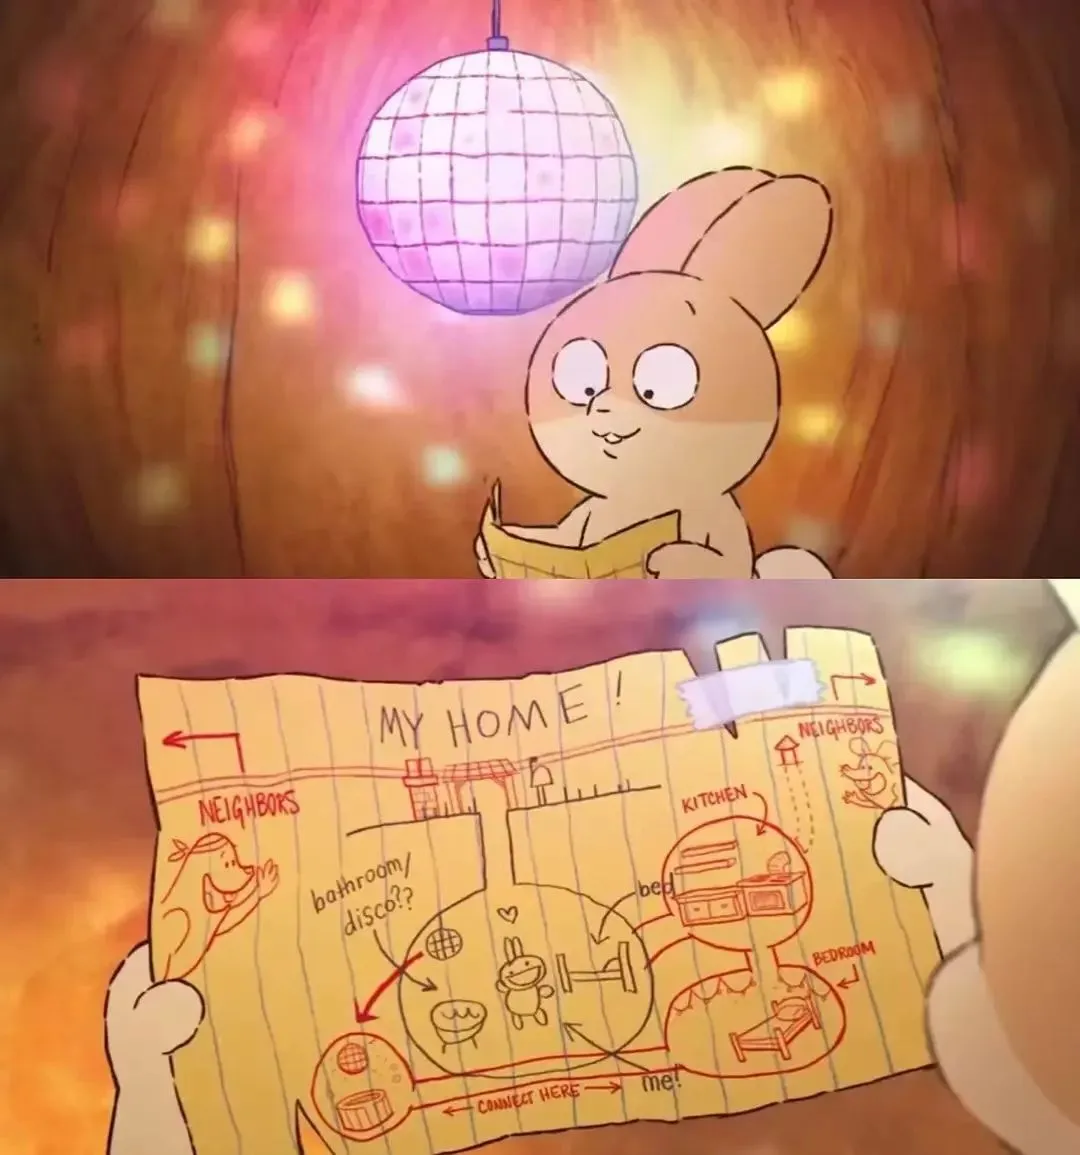 MY HOME!
NEIGHBORS
NEIGHBORS
KITCHEN
bathroom/
disco??
bed
BEDROOM
CONNECT HERE
me!